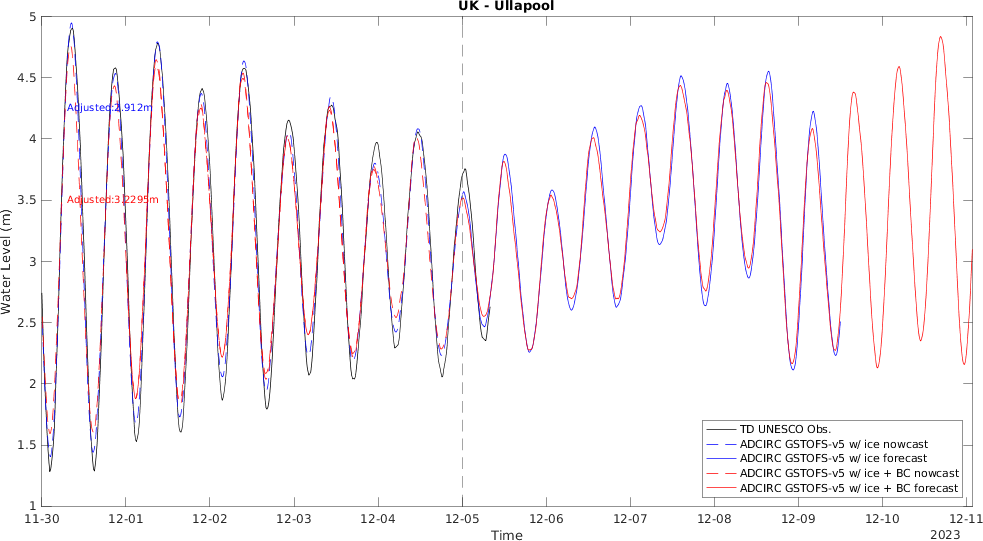 UK - Ullapool
Water Level (m)
5
4.5
4
3.5
3
2.5
2
1.5
1
Adjusted:2.912m
Adjusted:3.2295m
TD UNESCO Obs.
ADCIRC GSTOFS-v5 w/ ice nowcast
ADCIRC GSTOFS-v5 w/ ice forecast
ADCIRC GSTOFS-v5 w/ ice + BC nowcast
ADCIRC GSTOFS-v5 w/ ice + BC forecast
11-30 12-01 12-02 12-03 12-04 12-05 12-06 12-07 12-08 12-09 12-10 12-11
Time
2023